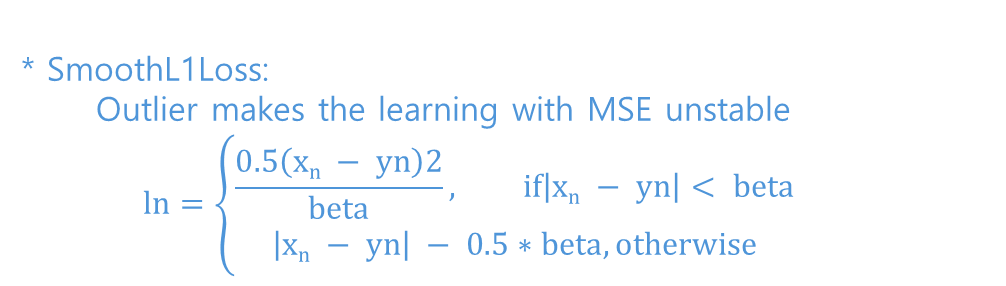 * SmoothL1Loss:
Outlier makes the learning with MSE unstable
ln = { 0.5(xₙ − yn)2 / beta, if|xₙ − yn| < beta
|xₙ − yn| − 0.5 * beta, otherwise